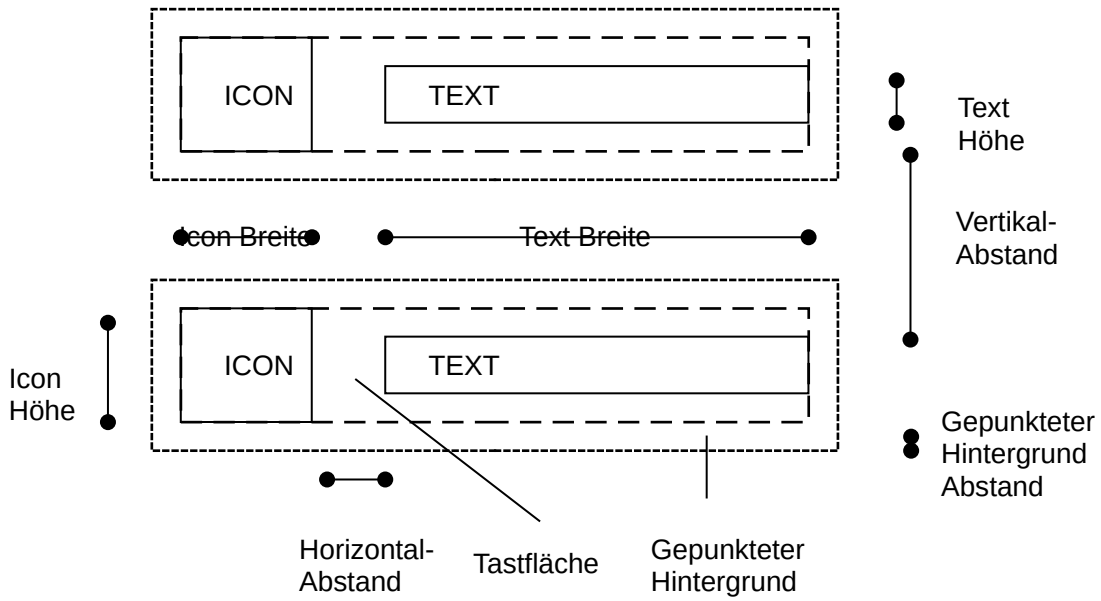 ICON
TEXT
Text
Höhe
Vertikal-
Abstand
Icon Breite
Text Breite
ICON
TEXT
Icon
Höhe
Gepunkteter
Hintergrund
Abstand
Horizontal-
Abstand
Tastfläche
Gepunkteter
Hintergrund